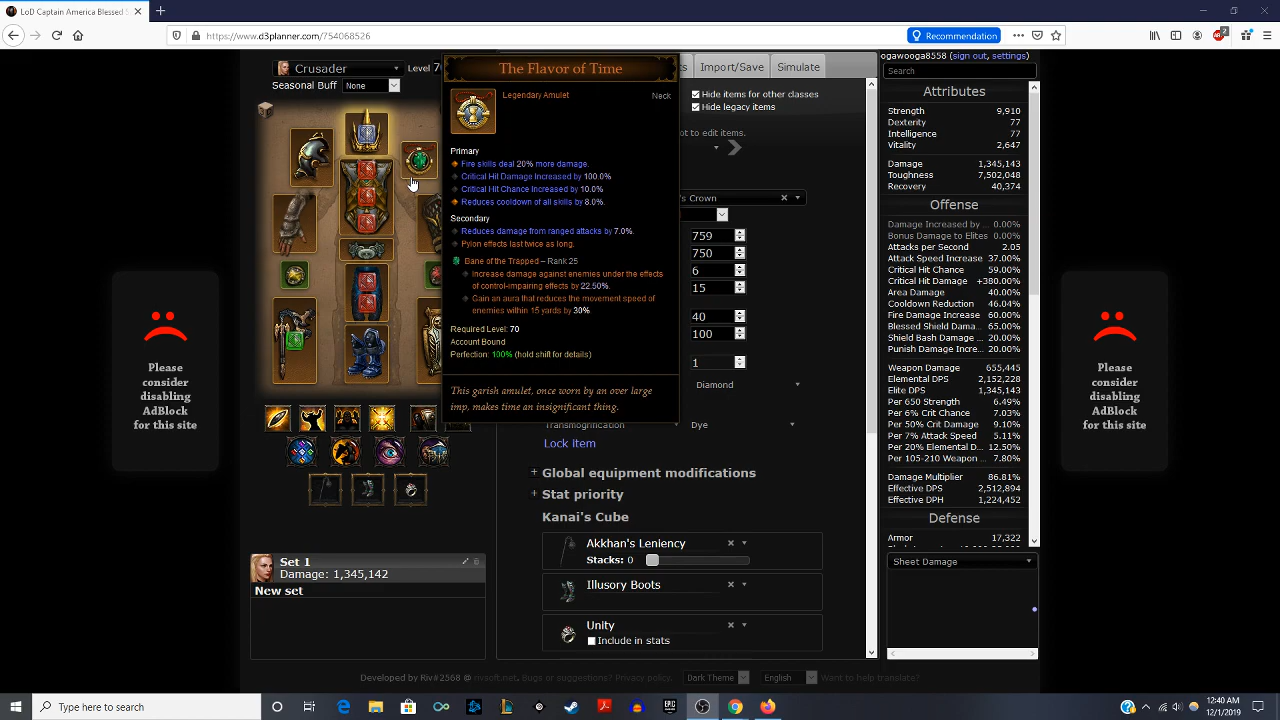 LoD Captain America Blessed S
https://www.d3planner.com/754068526
Recommendation
Crusader
Level 7
Seasonal Buff
None
The Flavor of Time
Legendary Amulet
Neck
Primary
Fire skills deal 20% more damage.
Critical Hit Damage Increased by 100.0%
Critical Hit Chance Increased by 10.0%
Reduces cooldown of all skills by 8.0%.
Secondary
Reduces damage from ranged attacks by 7.0%.
Pylon effects last twice as long.
Bane of the Trapped – Rank 25
Increase damage against enemies under the effects
of control-impairing effects by 22.50%.
Gain an aura that reduces the movement speed of
enemies within 15 yards by 30%
Required Level: 70
Account Bound
Perfection: 100% (hold shift for details)
This garish amulet, once worn by an over large
imp, makes time an insignificant thing.
Import/Save
Simulate
Hide items for other classes
Hide legacy items
ot to edit items.
's Crown
759
750
6
15
40
100
1
Diamond
Transmogrification
Dye
Lock Item
Global equipment modifications
Stat priority
Kanai's Cube
Akkhan's Leniency
Stacks: 0
Illusory Boots
Unity
Include in stats
ogawooga8558 (sign out, settings)
Search
Attributes
Strength 9,910
Dexterity 77
Intelligence 77
Vitality 2,647
Damage 1,345,143
Toughness 7,502,048
Recovery 40,374
Offense
Damage Increased by 0.00%
Bonus Damage to Elites 0.00%
Attacks per Second 2.05
Attack Speed Increase 37.00%
Critical Hit Chance 59.00%
Critical Hit Damage +380.00%
Area Damage 40.00%
Cooldown Reduction 46.04%
Fire Damage Increase 60.00%
Blessed Shield Dama... 65.00%
Shield Bash Damage ... 40.00%
Punish Damage Incre... 40.00%
Weapon Damage 655,445
Elemental DPS 2,152,228
Elite DPS 1,345,143
Per 650 Strength 6.49%
Per 6% Crit Chance 7.03%
Per 50% Crit Damage 9.10%
Per 7% Attack Speed 5.11%
Per 20% Elemental D... 12.50%
Per 105-210 Weapon ... 7.80%
Damage Multiplier 86.81%
Effective DPS 2,512,894
Effective DPH 1,224,452
Defense
Armor 17,322
Sheet Damage
Please
consider
disabling
AdBlock
for this site
Please
consider
disabling
AdBlock
for this site
Set 1
Damage: 1,345,142
New set
Developed by Riv#2568 @ mvsoft.net. Bugs or suggestions? Privacy policy.
Dark Theme
English
Want to help translate?
Type here to search
12:40 AM
12/1/2019